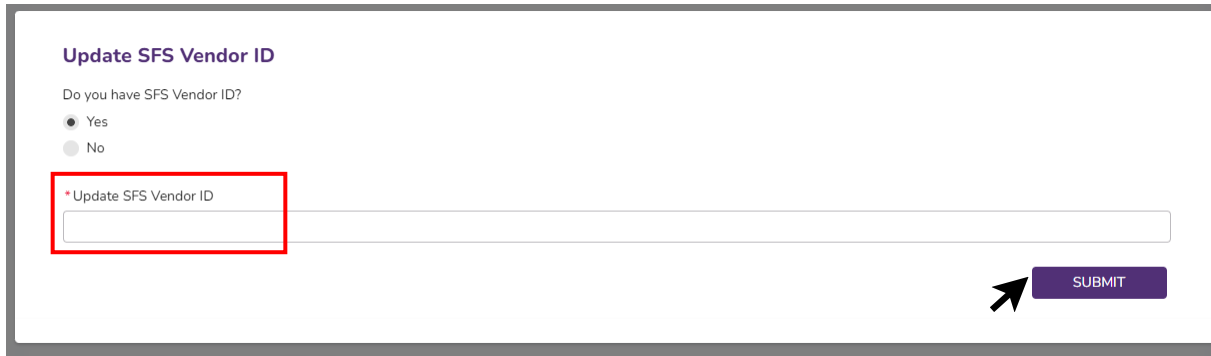 Update SFS Vendor ID
Do you have SFS Vendor ID?
Yes
No
*Update SFS Vendor ID
SUBMIT